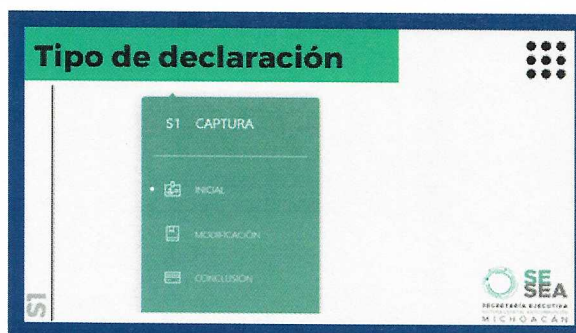 Tipo de declaración
S1 CAPTURA
INICIAL
MODIFICACIÓN
CONCLUSIÓN
S1
SE
SEA
SECRETARÍA EJECUTIVA
MICHOACÁN